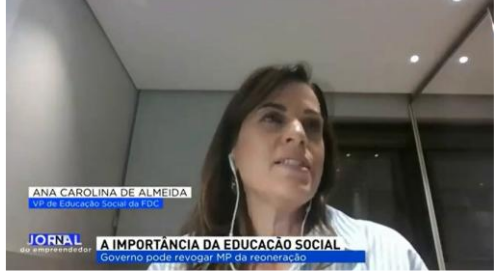 ANA CAROLINA DE ALMEIDA
VP de Educação Social da FDC
JORNAL
do empreendedor
A IMPORTÂNCIA DA EDUCAÇÃO SOCIAL
Governo pode revogar MP da reoneração